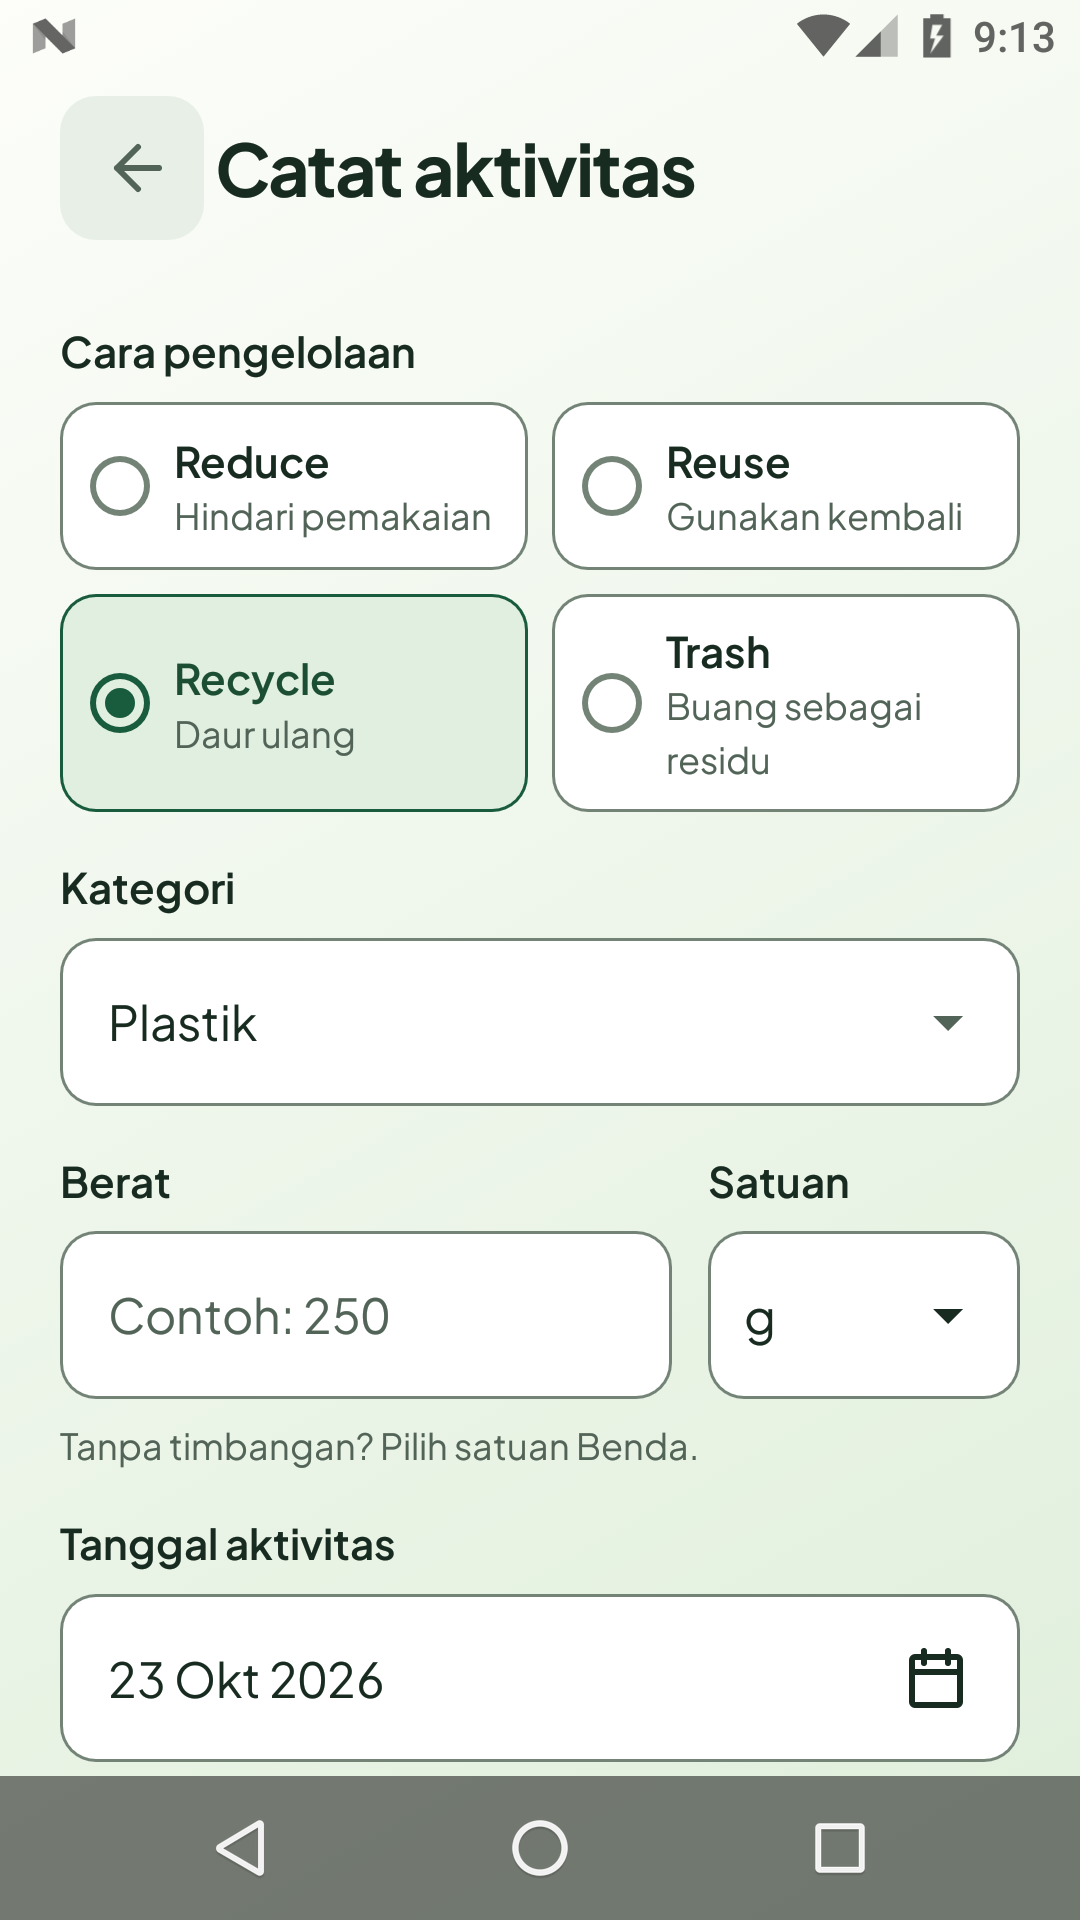 9:13
Catat aktivitas
Cara pengelolaan
Reduce
Hindari pemakaian
Reuse
Gunakan kembali
Recycle
Daur ulang
Trash
Buang sebagai
residu
Kategori
Plastik
Berat
Satuan
Contoh: 250
g
Tanpa timbangan? Pilih satuan Benda.
Tanggal aktivitas
23 Okt 2026